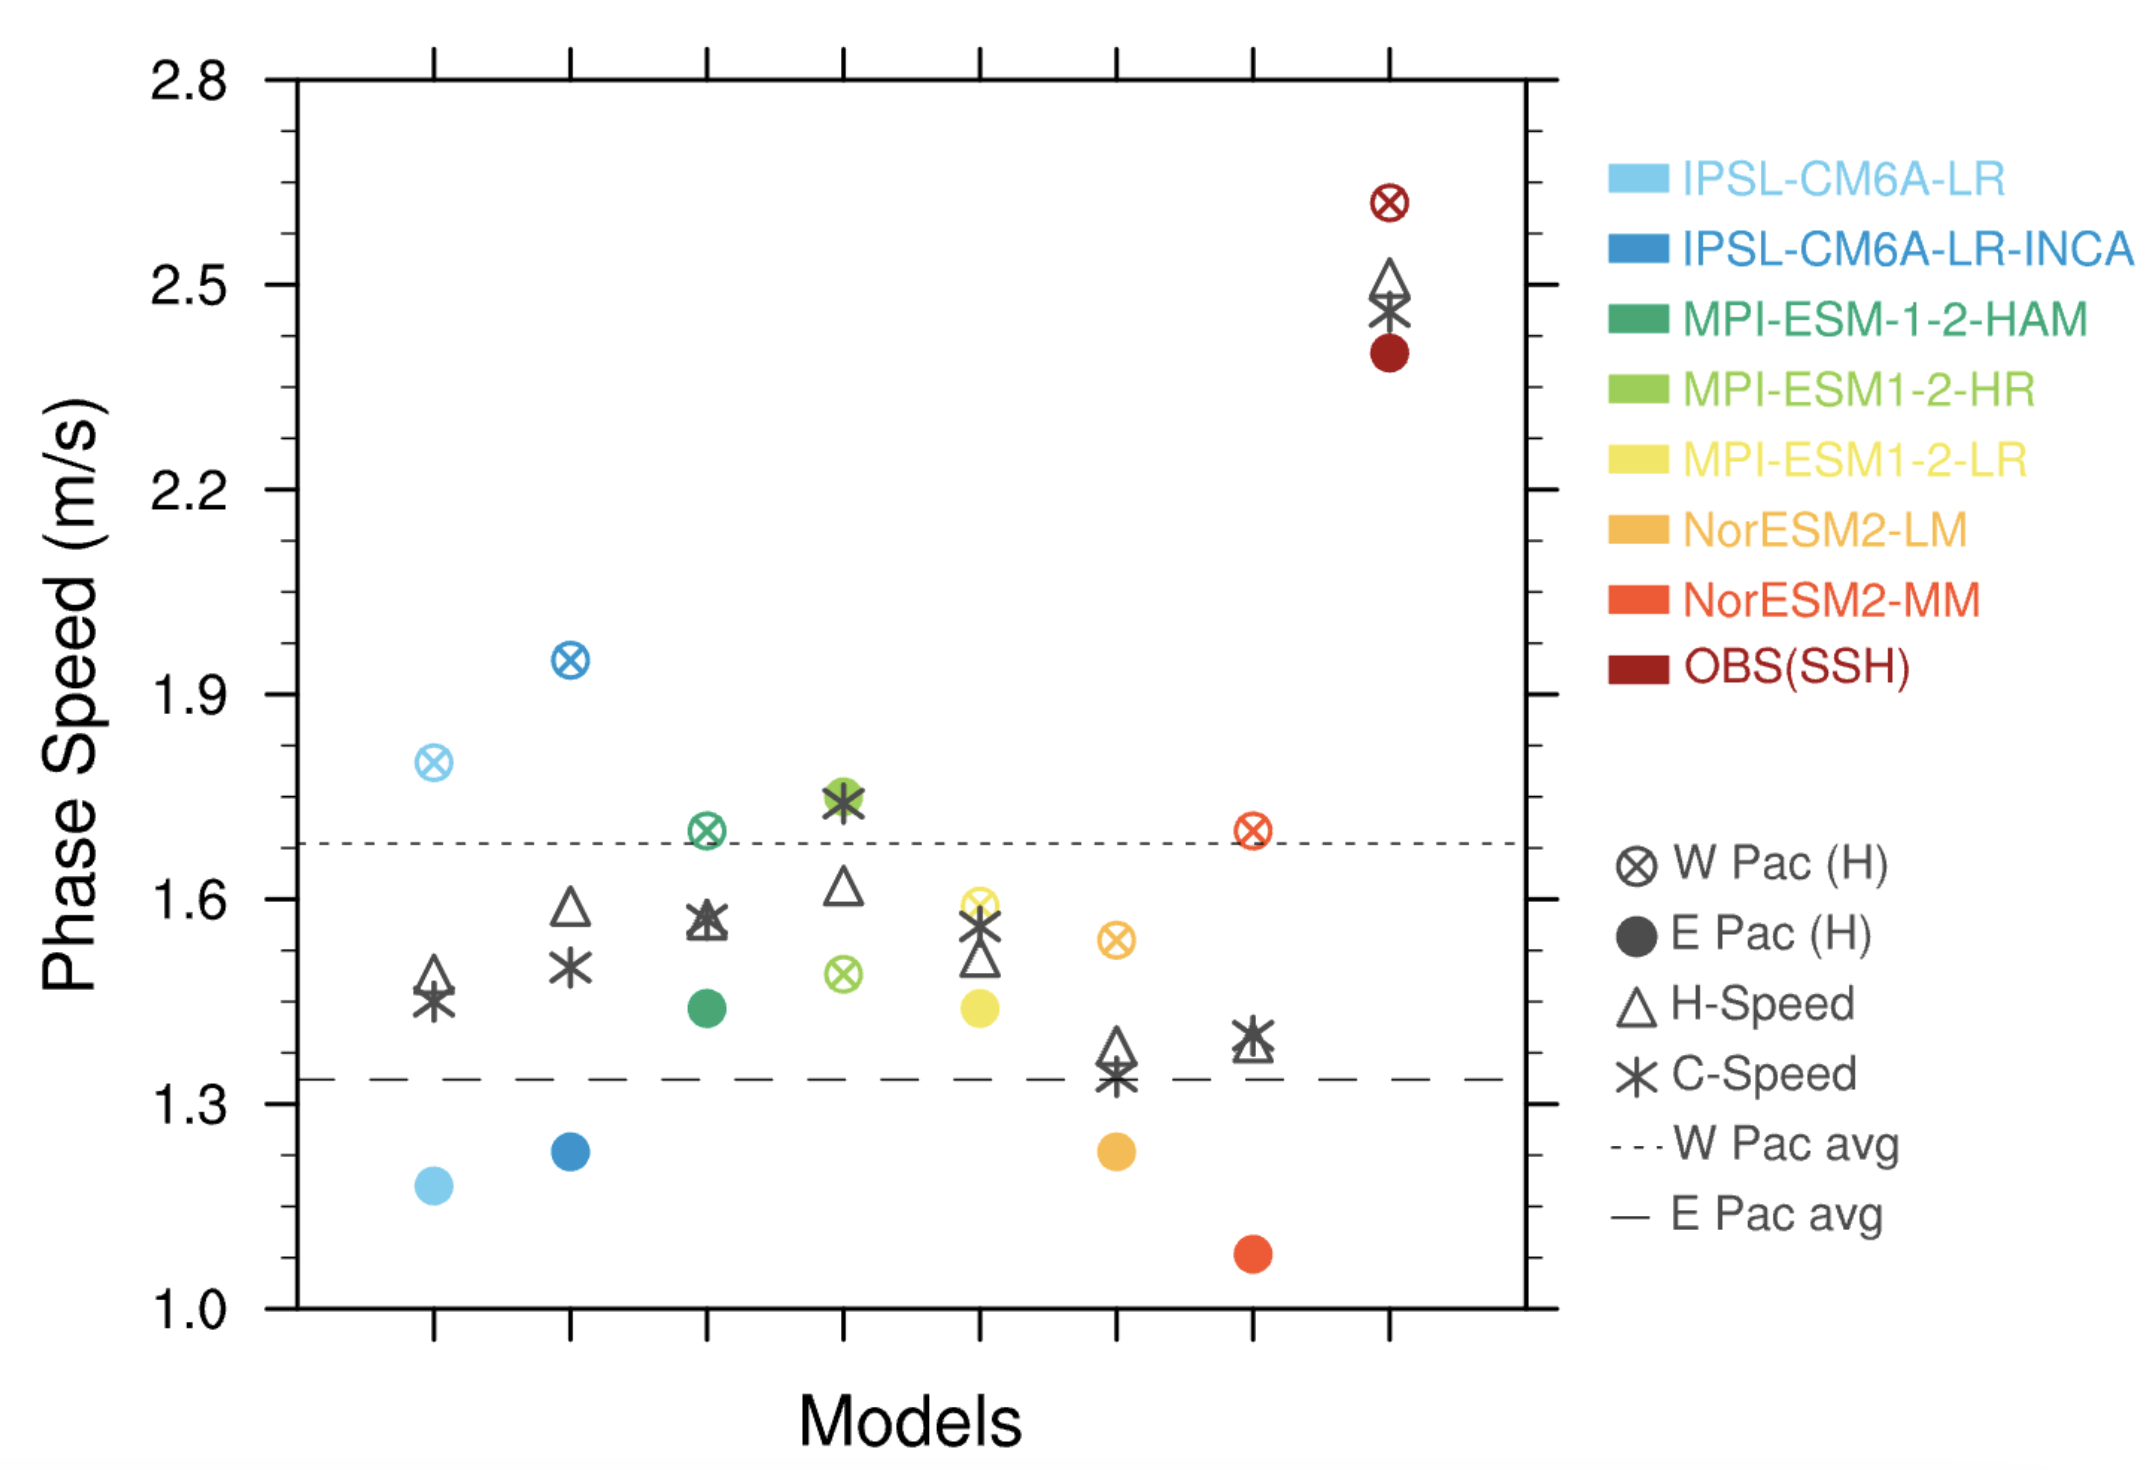 2.8
2.5
2.2
1.9
1.6
1.3
1.0
Phase Speed (m/s)
Models
IPSL-CM6A-LR
IPSL-CM6A-LR-INCA
MPI-ESM-1-2-HAM
MPI-ESM1-2-HR
MPI-ESM1-2-LR
NorESM2-LM
NorESM2-MM
OBS(SSH)
W Pac (H)
E Pac (H)
H-Speed
C-Speed
W Pac avg
E Pac avg